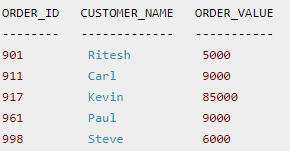 ORDER_ID CUSTOMER_NAME ORDER_VALUE
-------- ------------- -----------
901 Ritesh 5000
911 Carl 9000
917 Kevin 85000
961 Paul 9000
998 Steve 6000